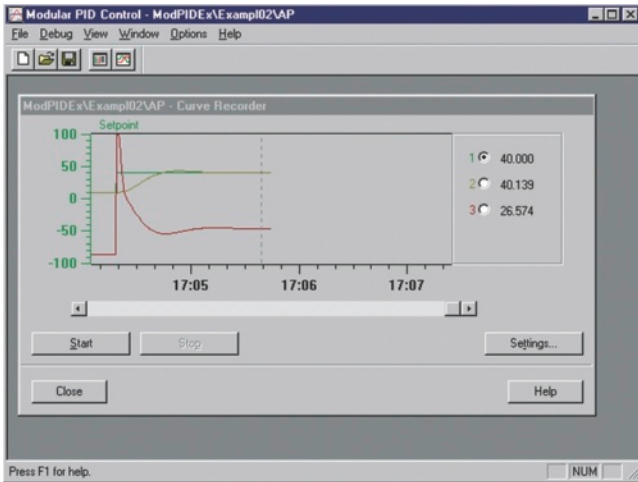 Modular PID Control - ModPIDEx\Exampl02\AP
File Debug View Window Options Help
ModPIDEx\Exampl02\AP - Curve Recorder
Setpoint
100
50
0
-50
-100
17:05 17:06 17:07
1 40.000
2 40.139
3 26.574
Start Stop Settings...
Close Help
Press F1 for help. NUM